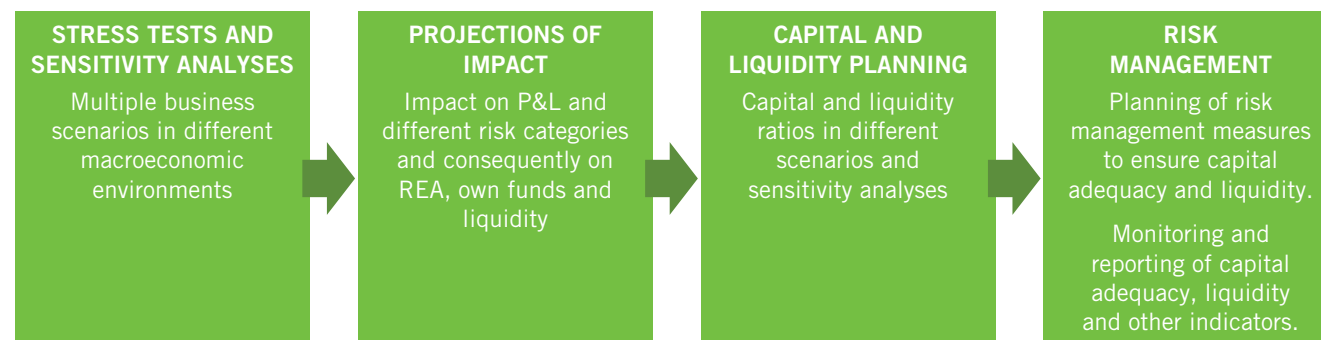 STRESS TESTS AND
SENSITIVITY ANALYSES
Multiple business
scenarios in different
macroeconomic
environments
PROJECTIONS OF
IMPACT
Impact on P&L and
different risk categories
and consequently on
REA, own funds and
liquidity
CAPITAL AND
LIQUIDITY PLANNING
Capital and liquidity
ratios in different
scenarios and
sensitivity analyses
RISK
MANAGEMENT
Planning of risk
management measures
to ensure capital
adequacy and liquidity.
Monitoring and
reporting of capital
adequacy, liquidity
and other indicators.